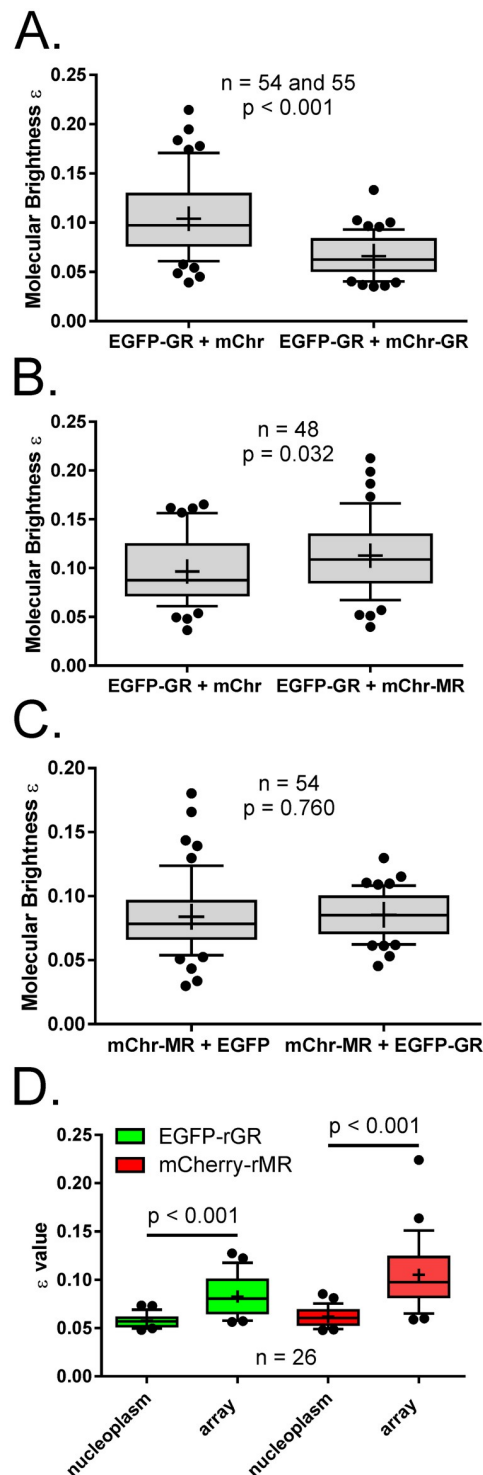 A.
Molecular Brightness ε
0.25
0.20
0.15
0.10
0.05
0.00
n = 54 and 55
p < 0.001
EGFP-GR + mChr
EGFP-GR + mChr-GR
B.
Molecular Brightness ε
0.25
0.20
0.15
0.10
0.05
0.00
n = 48
p = 0.032
EGFP-GR + mChr
EGFP-GR + mChr-MR
C.
Molecular Brightness ε
0.20
0.15
0.10
0.05
0.00
n = 54
p = 0.760
mChr-MR + EGFP
mChr-MR + EGFP-GR
D.
ε value
0.25
0.20
0.15
0.10
0.05
0.00
EGFP-rGR
mCherry-rMR
p < 0.001
p < 0.001
n = 26
nucleoplasm
array
nucleoplasm
array